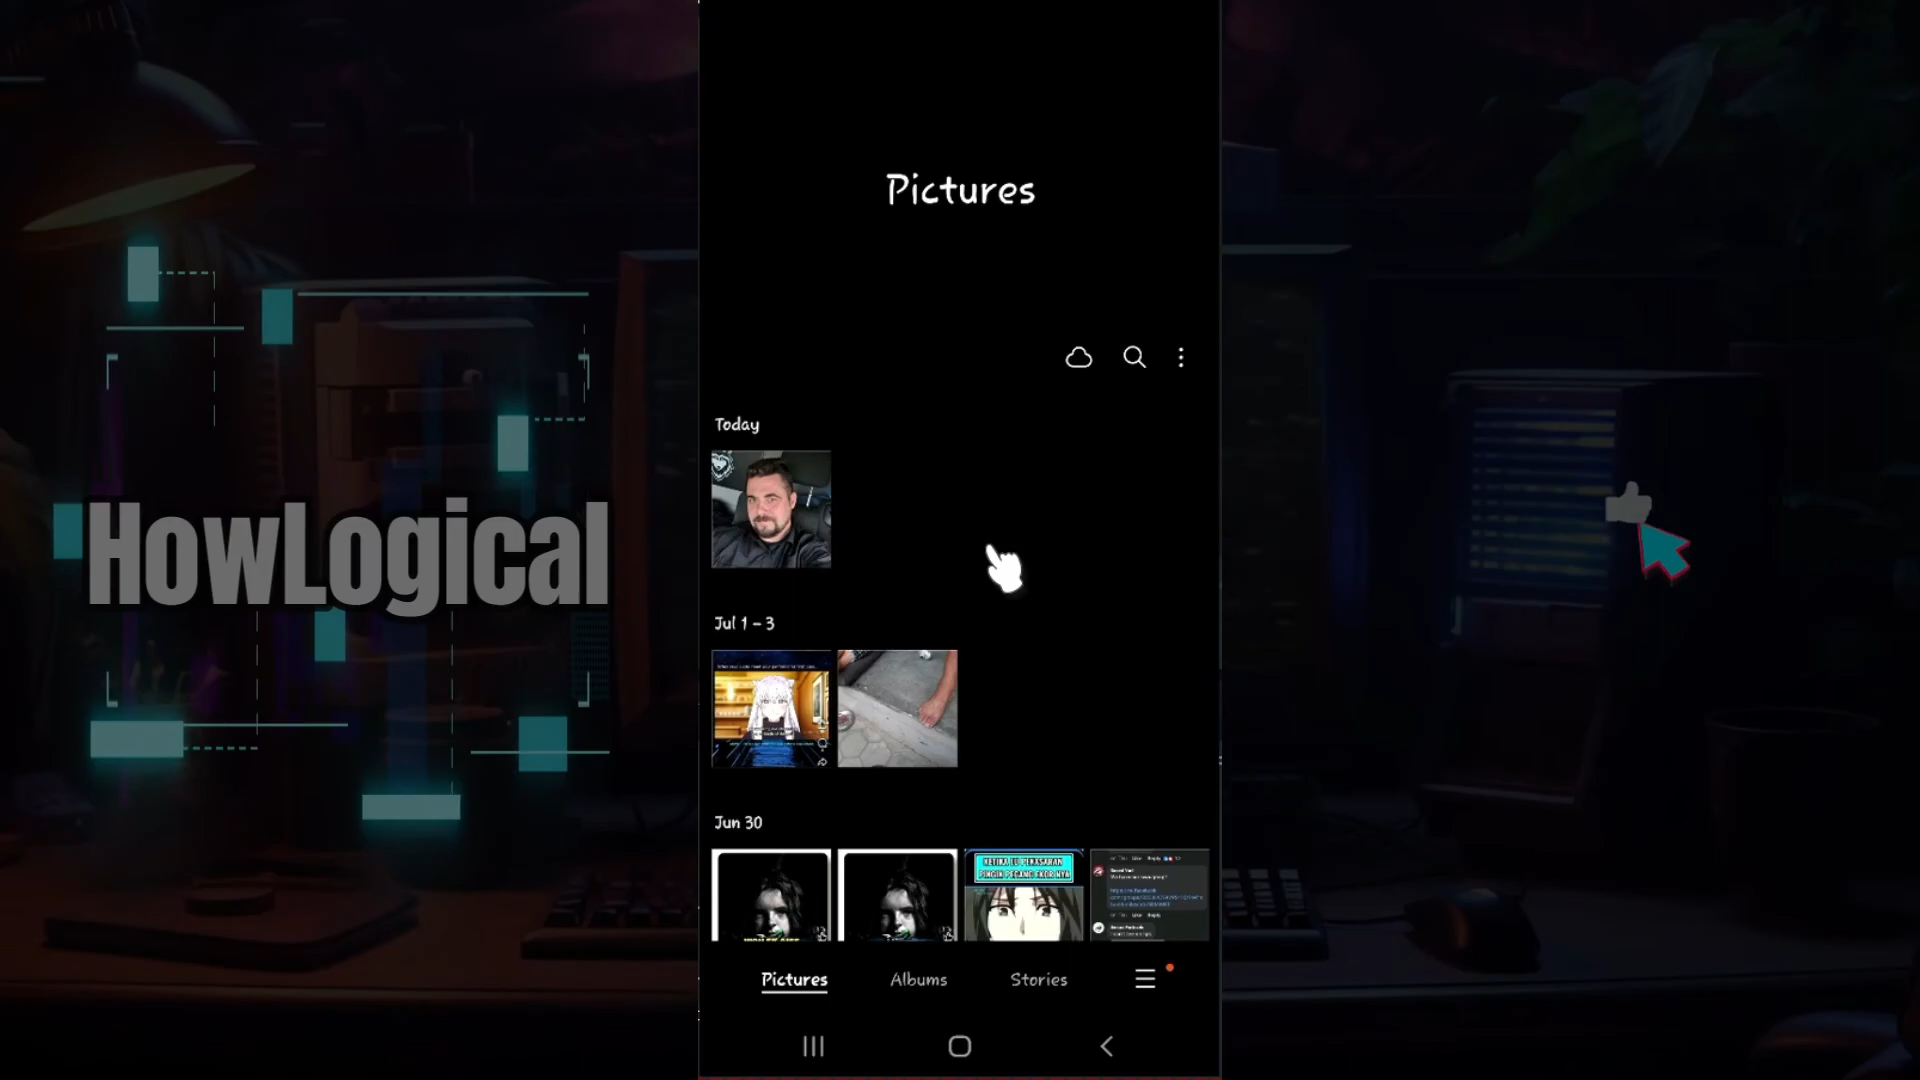 HowLogical
Pictures
Today
Jul 1 – 3
Jun 30
KETIKA LU PENASARAN
PINGIN PEGANG EKOR NYA
Pictures
Albums
Stories